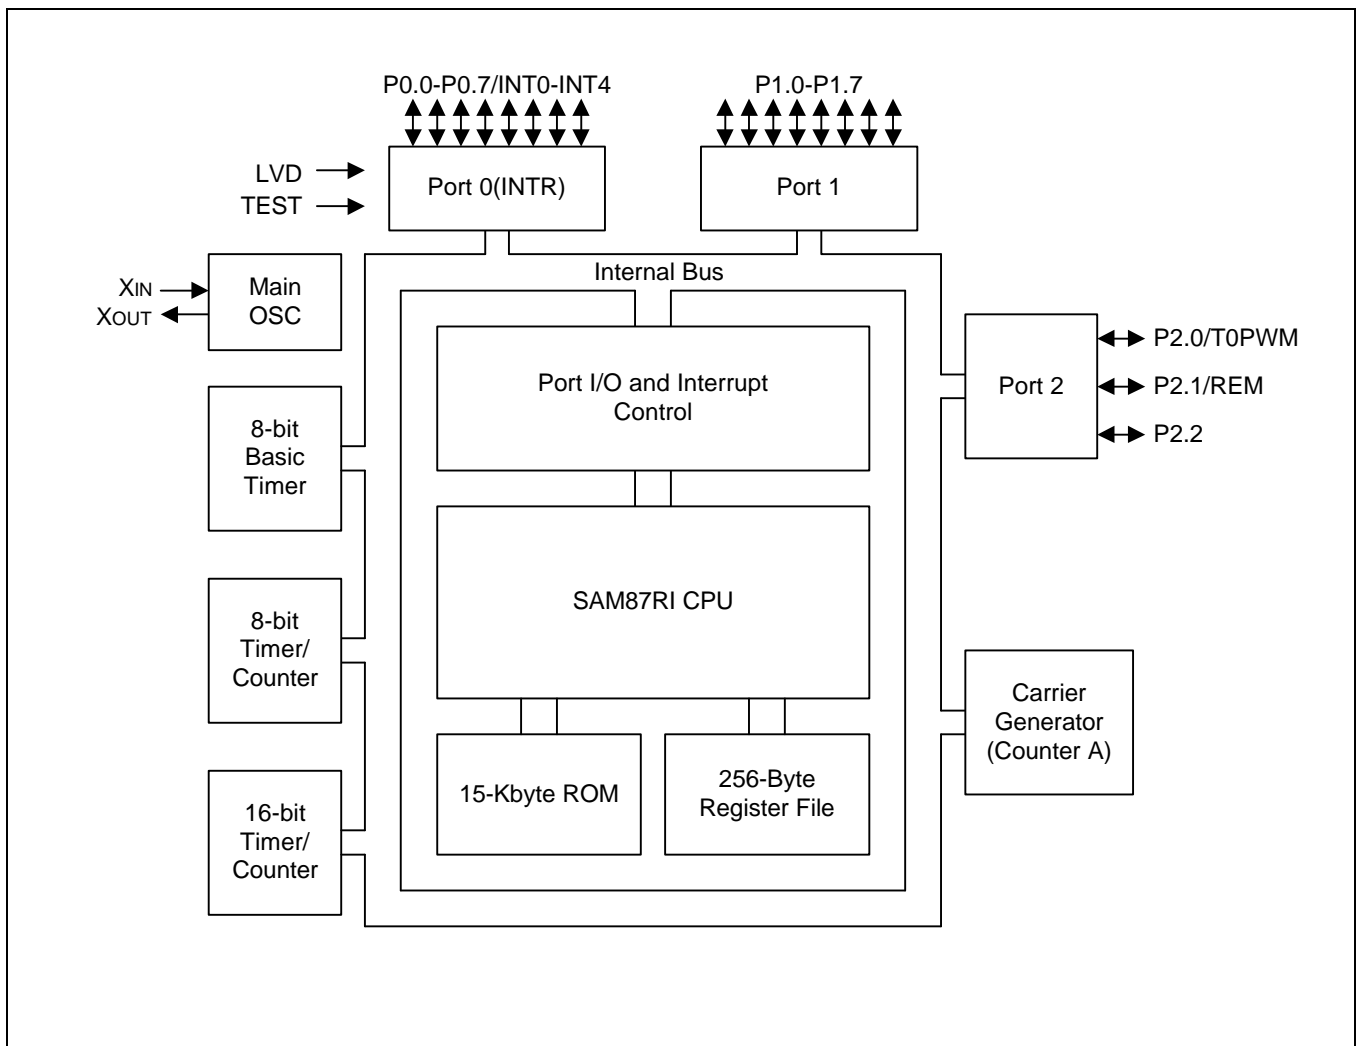 P0.0-P0.7/INT0-INT4
P1.0-P1.7
LVD
TEST
Port 0(INTR)
Port 1
Internal Bus
XIN
XOUT
Main
OSC
Port I/O and Interrupt
Control
Port 2
P2.0/T0PWM
P2.1/REM
P2.2
8-bit
Basic
Timer
SAM87RI CPU
8-bit
Timer/
Counter
Carrier
Generator
(Counter A)
15-Kbyte ROM
256-Byte
Register File
16-bit
Timer/
Counter